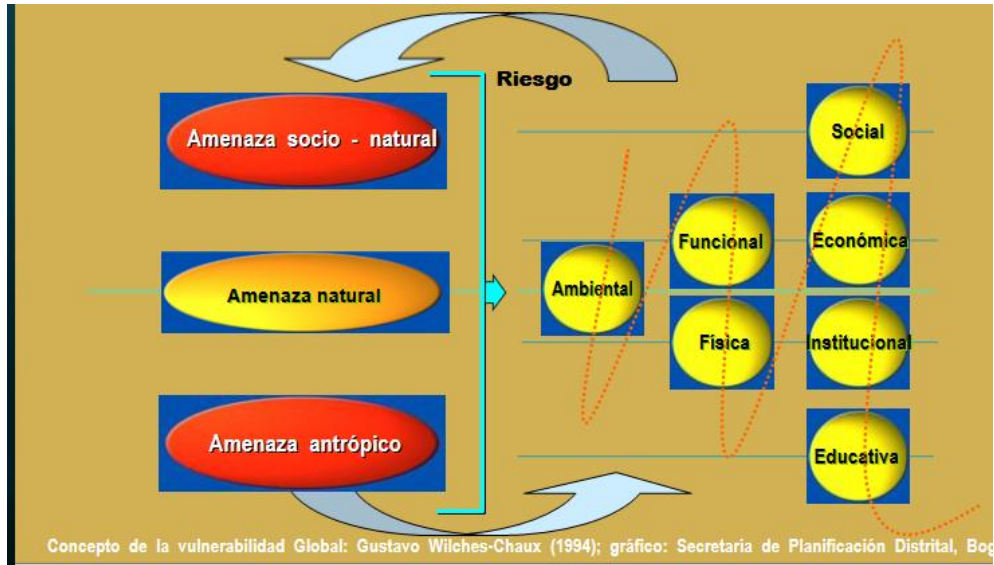 Riesgo
Amenaza socio - natural
Amenaza natural
Amenaza antrópico
Ambiental
Funcional
Física
Social
Económica
Institucional
Educativa
Concepto de la vulnerabilidad Global: Gustavo Wilches-Chaux (1994); gráfico: Secretaria de Planificación Distrital, Bog